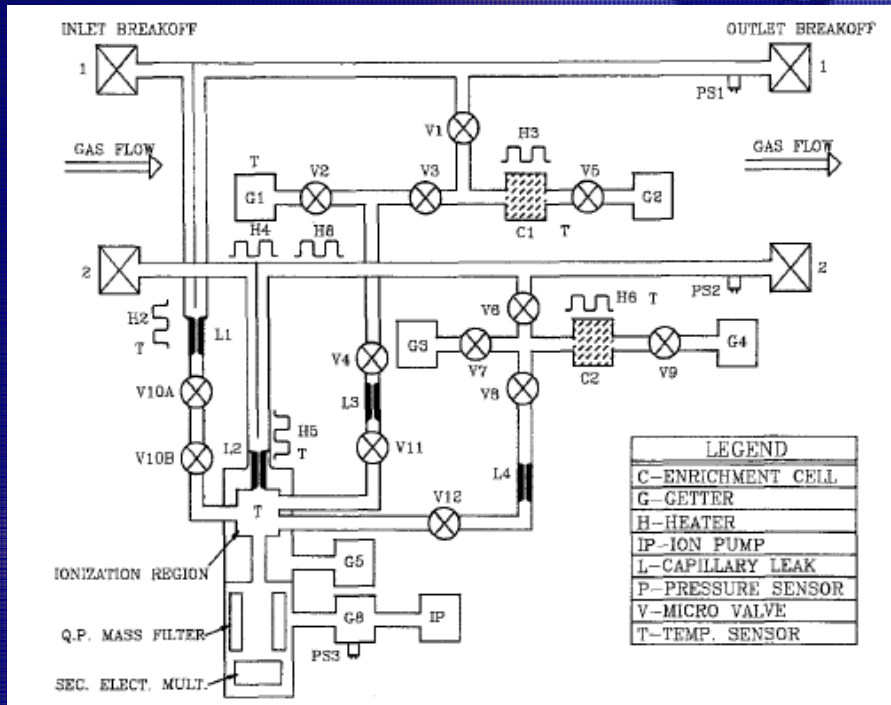 INLET BREAKOFF OUTLET BREAKOFF
1 1
PS1
V1
H3
GAS FLOW GAS FLOW
T V2 V3 V5
G1 G2
H4 H8 C1 T
2 2
H6 T PS2
V6
H2 L1 G3 G4
T V4 V7 C2 V9
V8
V10A L3
H5
V10B L2 T V11 L4
V12
T
IONIZATION REGION
G5
Q.P. MASS FILTER
G8 IP
PS3
SEC. ELECT. MULT.
LEGEND
C-ENRICHMENT CELL
G-GETTER
H-HEATER
IP-ION PUMP
L-CAPILLARY LEAK
P-PRESSURE SENSOR
V-MICRO VALVE
T-TEMP. SENSOR